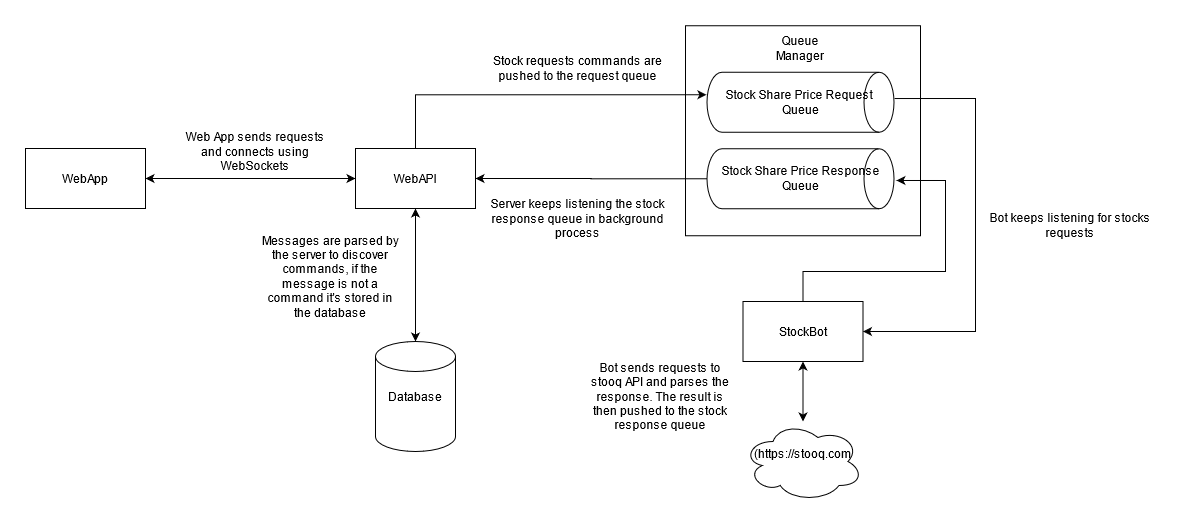 Queue
Manager
Stock requests commands are
pushed to the request queue
Stock Share Price Request
Queue
Web App sends requests
and connects using
WebSockets
WebApp
WebAPI
Stock Share Price Response
Queue
Server keeps listening the stock
response queue in background
process
Bot keeps listening for stocks
requests
Messages are parsed by
the server to discover
commands, if the
message is not a
command it's stored in
the database
StockBot
Database
Bot sends requests to
stooq API and parses the
response. The result is
then pushed to the stock
response queue
(https://stooq.com